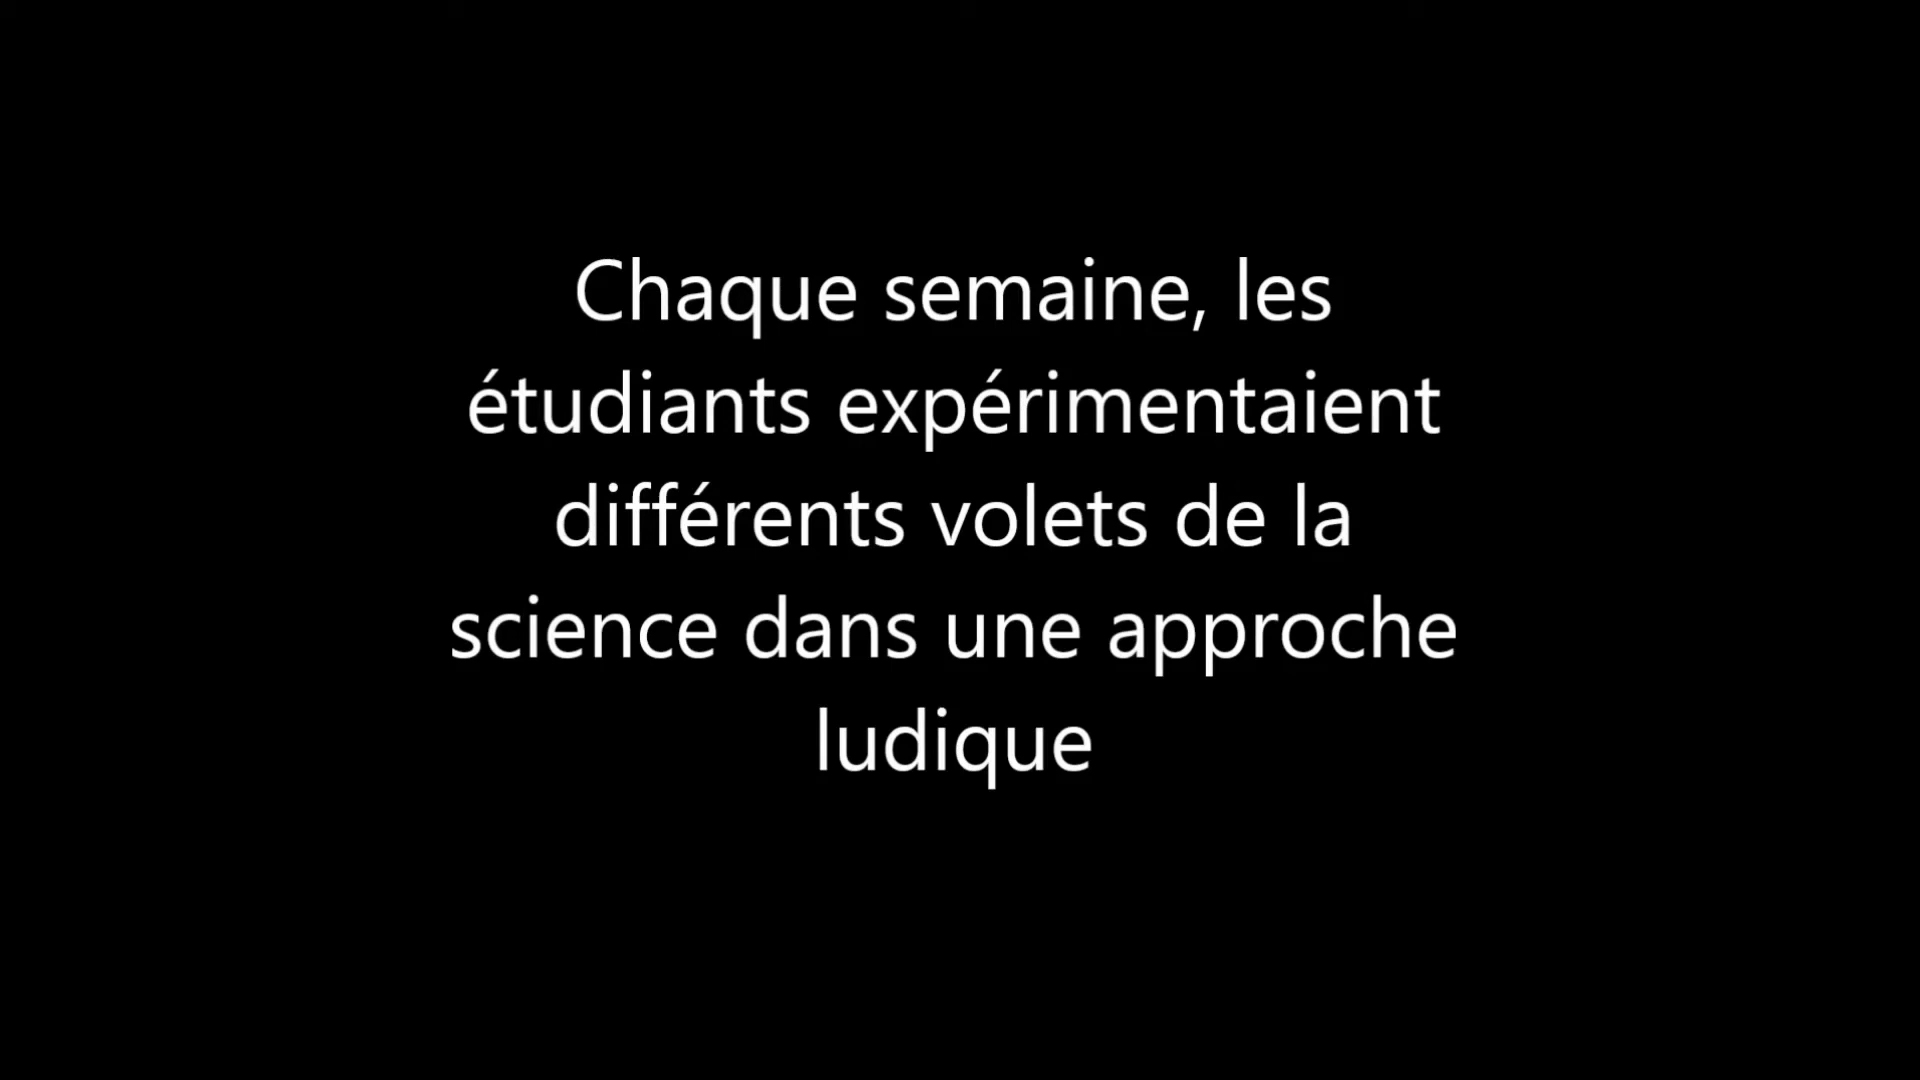 Chaque semaine, les
étudiants expérimentaient
différents volets de la
science dans une approche
ludique